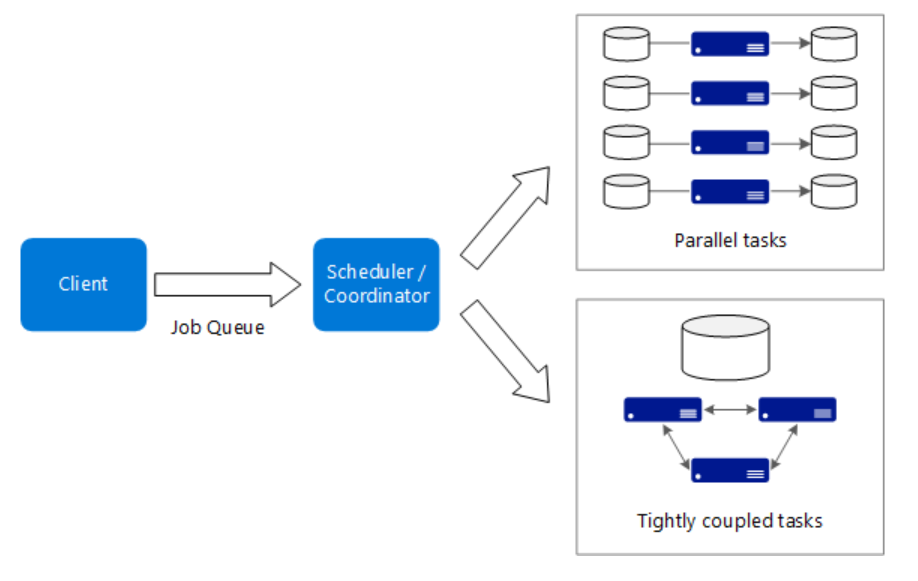 Client
Job Queue
Scheduler /
Coordinator
Parallel tasks
Tightly coupled tasks